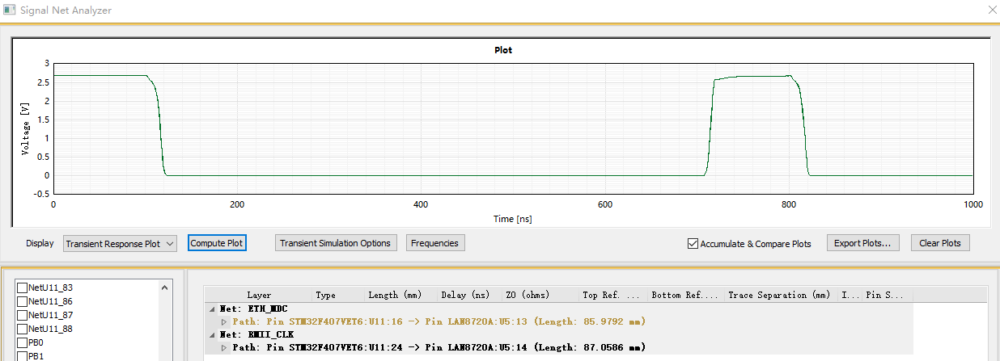 Signal Net Analyzer
Plot
Voltage [V]
3
2.5
2
1.5
1
0.5
0
-0.5
0 200 400 600 800 1000
Time [ns]
Display Transient Response Plot Compute Plot Transient Simulation Options Frequencies Accumulate & Compare Plots Export Plots... Clear Plots
NetU11_83
NetU11_86
NetU11_87
NetU11_88
PB0
PB1
Layer Type Length (mm) Delay (ns) Z0 (ohms) Top Ref. ... Bottom Ref.... Trace Separation (mm) I... Pin S...
Net: ETH_MDC
Path: Pin STM32F407VET6:U11:16 -> Pin LAN8720A:U5:13 (Length: 85.9792 mm)
Net: RMII_CLK
Path: Pin STM32F407VET6:U11:24 -> Pin LAN8720A:U5:14 (Length: 87.0586 mm)